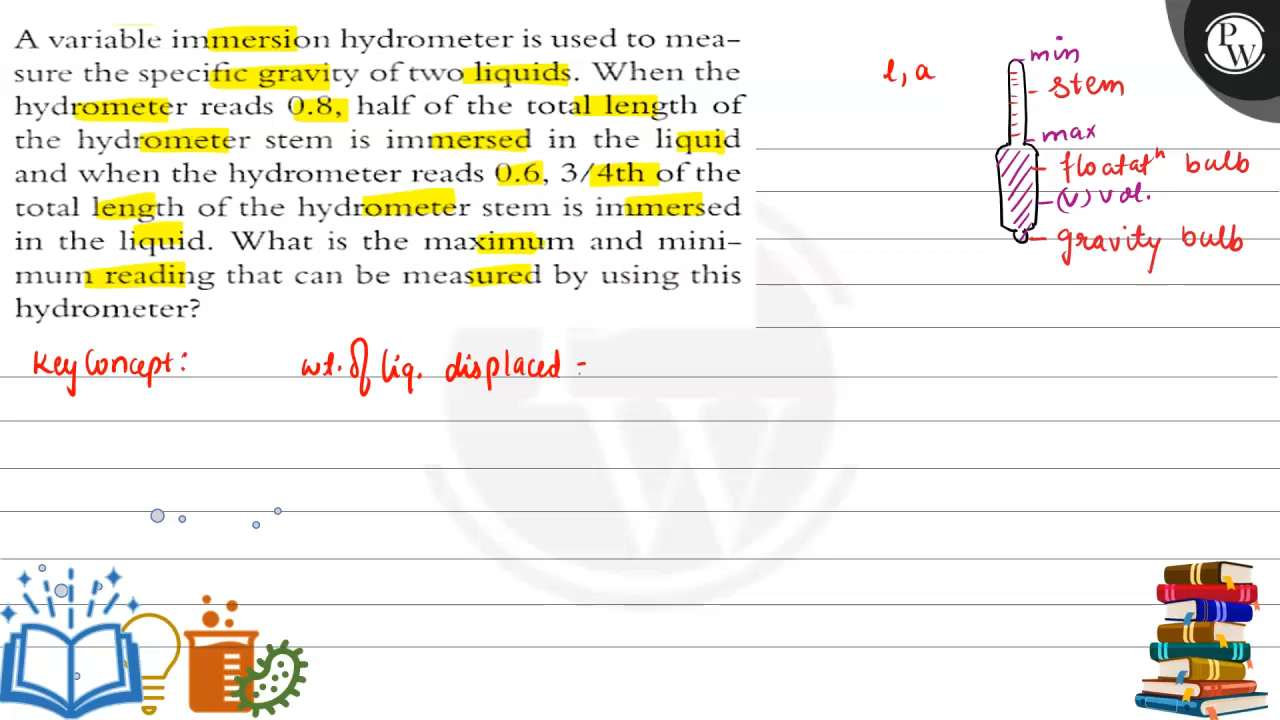 A variable immersion hydrometer is used to mea-
sure the specific gravity of two liquids. When the
hydrometer reads 0.8, half of the total length of
the hydrometer stem is immersed in the liquid
and when the hydrometer reads 0.6, 3/4th of the
total length of the hydrometer stem is immersed
in the liquid. What is the maximum and mini-
mum reading that can be measured by using this
hydrometer?
l, a
min
stem
max
floatatⁿ bulb
(v) vol.
gravity bulb
PW
Key Concept: wt. of liq. displaced =